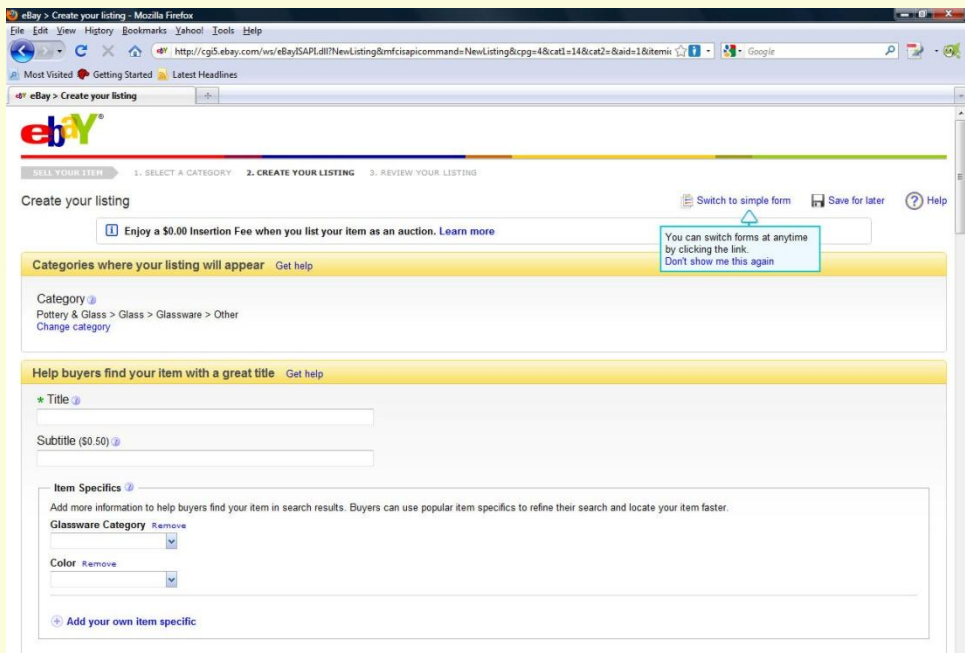 eBay > Create your listing - Mozilla Firefox
File Edit View History Bookmarks Yahoo! Tools Help
http://cgi5.ebay.com/ws/eBayISAPI.dll?NewListing&mfcisapicommand=NewListing&cpg=4&cat1=14&cat2=&aid=1&itemi Google
Most Visited Getting Started Latest Headlines
eBay > Create your listing
ebaY®
SELL YOUR ITEM 1. SELECT A CATEGORY 2. CREATE YOUR LISTING 3. REVIEW YOUR LISTING
Create your listing Switch to simple form Save for later Help
Enjoy a $0.00 Insertion Fee when you list your item as an auction. Learn more
You can switch forms at anytime
by clicking the link.
Don't show me this again
Categories where your listing will appear Get help
Category
Pottery & Glass > Glass > Glassware > Other
Change category
Help buyers find your item with a great title Get help
* Title
Subtitle ($0.50)
Item Specifics
Add more information to help buyers find your item in search results. Buyers can use popular item specifics to refine their search and locate your item faster.
Glassware Category Remove
Color Remove
Add your own item specific